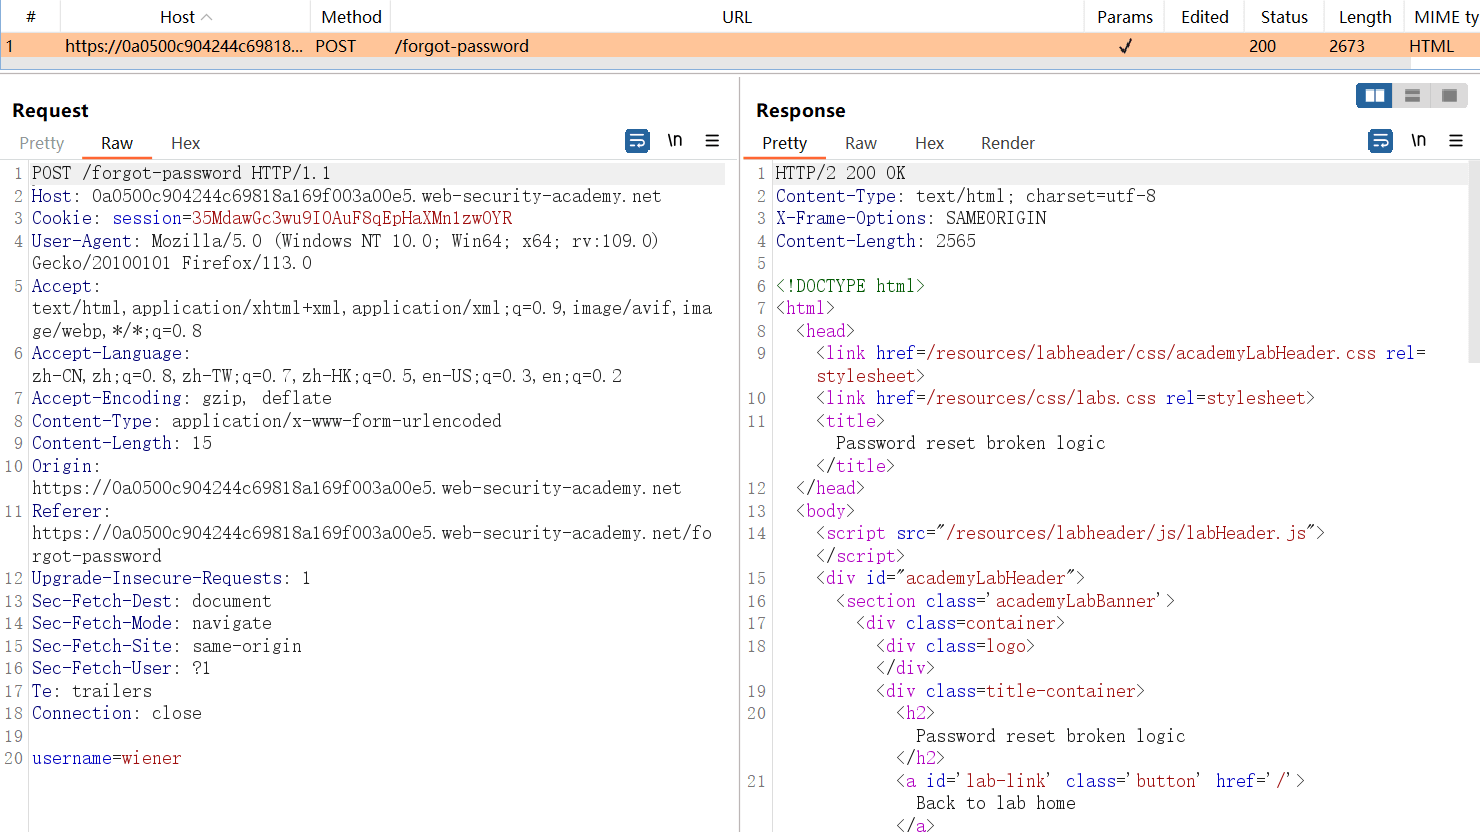 # Host Method URL Params Edited Status Length MIME ty
1 https://0a0500c904244c69818... POST /forgot-password ✓ 200 2673 HTML
Request
Pretty Raw Hex
\n
1 POST /forgot-password HTTP/1.1
2 Host: 0a0500c904244c69818a169f003a00e5.web-security-academy.net
3 Cookie: session=35MdawGc3wu9IOAuF8qEpHaXMn1zwOYR
4 User-Agent: Mozilla/5.0 (Windows NT 10.0; Win64; x64; rv:109.0)
Gecko/20100101 Firefox/113.0
5 Accept:
text/html,application/xhtml+xml,application/xml;q=0.9,image/avif,ima
ge/webp,*/*;q=0.8
6 Accept-Language:
zh-CN,zh;q=0.8,zh-TW;q=0.7,zh-HK;q=0.5,en-US;q=0.3,en;q=0.2
7 Accept-Encoding: gzip, deflate
8 Content-Type: application/x-www-form-urlencoded
9 Content-Length: 15
10 Origin:
https://0a0500c904244c69818a169f003a00e5.web-security-academy.net
11 Referer:
https://0a0500c904244c69818a169f003a00e5.web-security-academy.net/fo
rgot-password
12 Upgrade-Insecure-Requests: 1
13 Sec-Fetch-Dest: document
14 Sec-Fetch-Mode: navigate
15 Sec-Fetch-Site: same-origin
16 Sec-Fetch-User: ?1
17 Te: trailers
18 Connection: close
19
20 username=wiener
Response
Pretty Raw Hex Render
\n
1 HTTP/2 200 OK
2 Content-Type: text/html; charset=utf-8
3 X-Frame-Options: SAMEORIGIN
4 Content-Length: 2565
5
6 <!DOCTYPE html>
7 <html>
8 <head>
9 <link href=/resources/labheader/css/academyLabHeader.css rel=
stylesheet>
10 <link href=/resources/css/labs.css rel=stylesheet>
11 <title>
Password reset broken logic
</title>
12 </head>
13 <body>
14 <script src="/resources/labheader/js/labHeader.js">
</script>
15 <div id="academyLabHeader">
16 <section class='academyLabBanner'>
17 <div class=container>
18 <div class=logo>
</div>
19 <div class=title-container>
20 <h2>
Password reset broken logic
</h2>
21 <a id='lab-link' class='button' href='/'>
Back to lab home
</a>